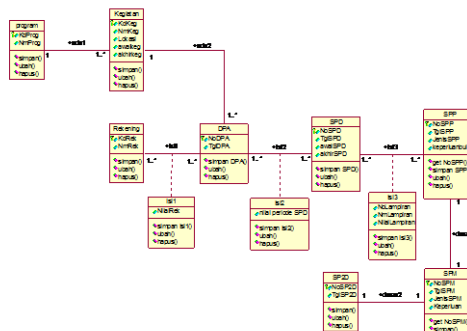 program
KdProg
NmProg
simpan()
ubah()
hapus()
Kegiatan
KdKeg
NmKeg
Lokasi
awalkeg
akhirkeg
simpan()
ubah()
hapus()
1
1..*
1
1..*
Rekening
KdRek
NmRek
simpan()
ubah()
hapus()
1..*
1..*
DPA
NoDPA
TglDPA
simpan DPA()
ubah()
hapus()
1..*
+isi2
1..*
SPD
NoSPD
TglSPD
awalSPD
akhirSPD
simpan SPD()
ubah()
hapus()
1..*
+isi3
1..*
SPP
NoSPP
TglSPP
JenisSPP
get NoSPP()
simpan SPP
ubah()
hapus()
Isi1
NilaiRek
simpan Isi1()
ubah()
hapus()
Isi2
nilai periode SPD
simpan Isi2()
ubah()
hapus()
Isi3
NoLampiran
NmLampiran
NilaiLampiran
simpan Isi3()
ubah()
hapus()
1
1
SP2D
NoSP2D
TglSP2D
simpan()
ubah()
hapus()
1
+dasar2
1
SPM
NoSPM
TglSPM
JenisSPM
Keperluan
get NoSPM()
simpan()